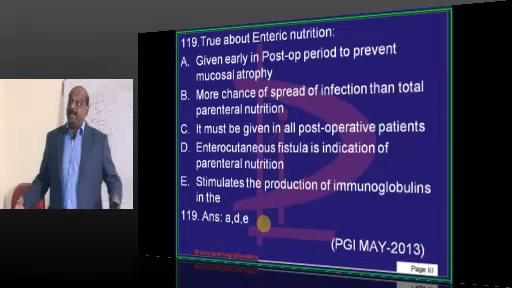 119. True about Enteric nutrition:
A. Given early in Post-op period to prevent
mucosal atrophy
B. More chance of spread of infection than total
parenteral nutrition
C. It must be given in all post-operative patients
D. Enterocutaneous fistula is indication of
parenteral nutrition
E. Stimulates the production of immunoglobulins
in the
119. Ans: a,d,e
(PGI MAY-2013)
Page 83